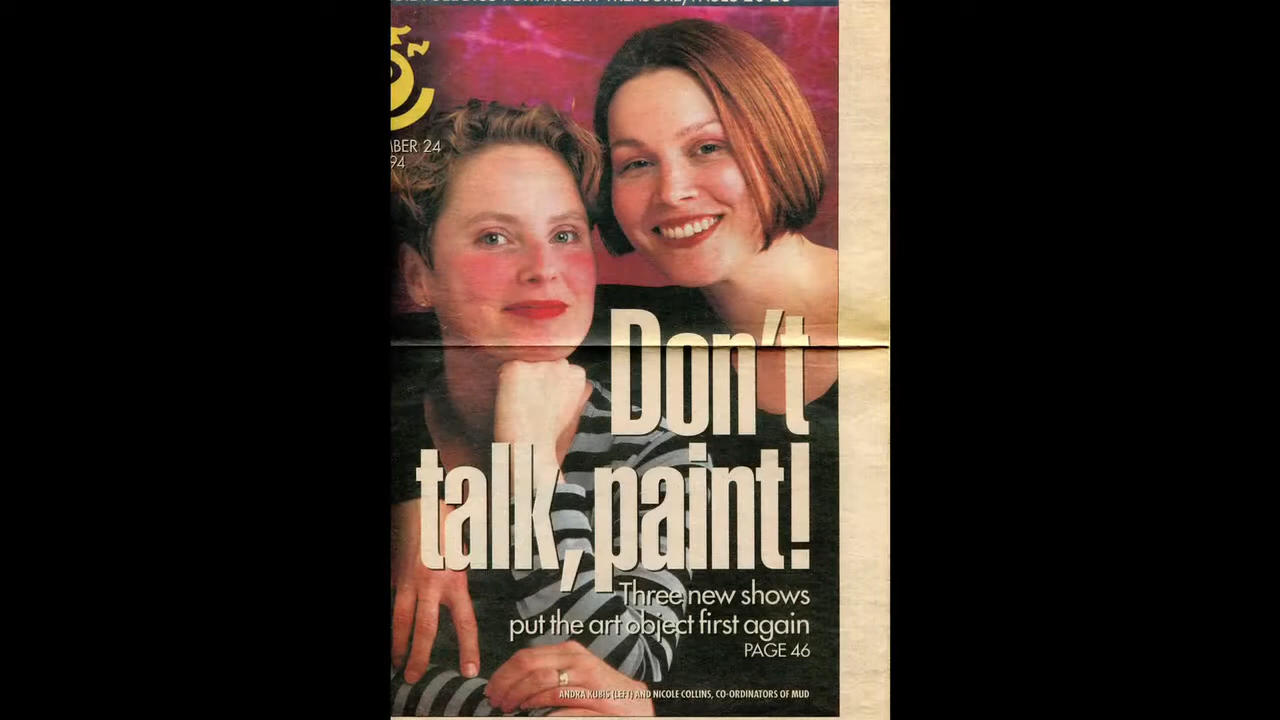 MBER 24
94
Don't
talk, paint!
Three new shows
put the art object first again
PAGE 46
ANDRA KUBIS (LEFT) AND NICOLE COLLINS, CO-ORDINATORS OF MUD